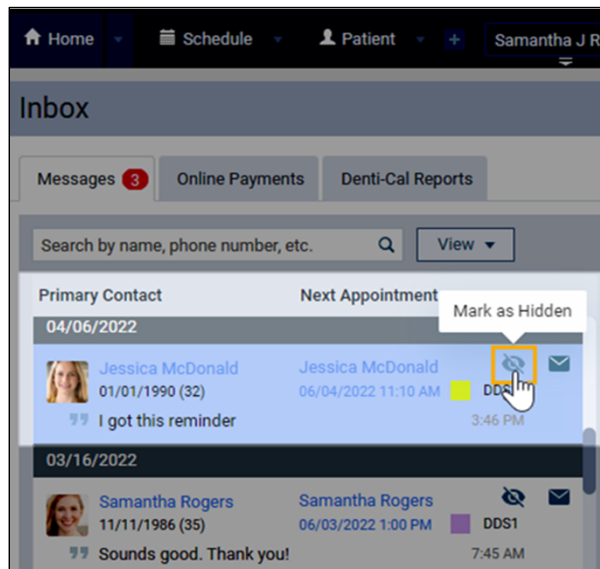 Home Schedule Patient + Samantha J R
Inbox
Messages 3 Online Payments Denti-Cal Reports
Search by name, phone number, etc. View
Primary Contact Next Appointment
Mark as Hidden
04/06/2022
Jessica McDonald Jessica McDonald
01/01/1990 (32) 06/04/2022 11:10 AM
I got this reminder 3:46 PM
03/16/2022
Samantha Rogers Samantha Rogers
11/11/1986 (35) 06/03/2022 1:00 PM DDS1
Sounds good. Thank you! 7:45 AM